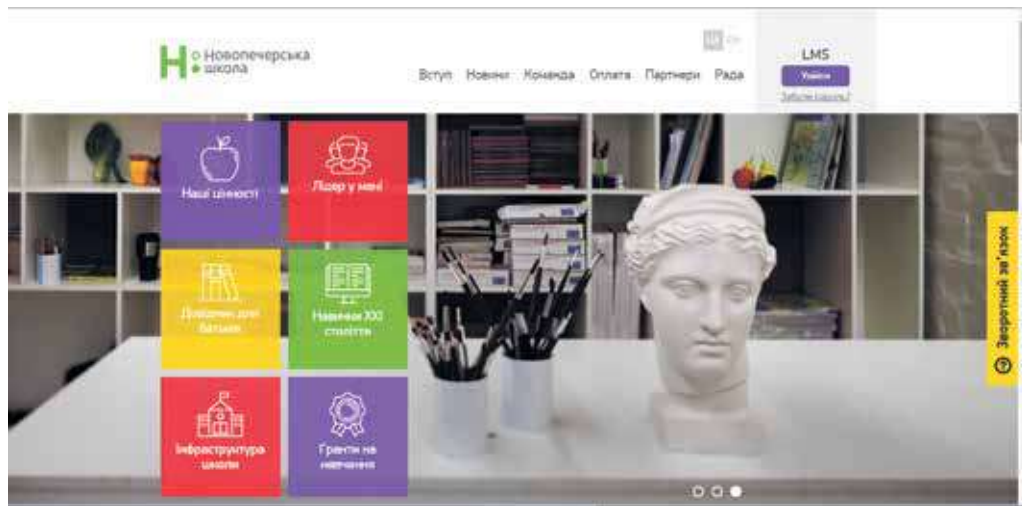 Новопечерська
школа
UA EN
Вступ Новини Команда Оплата Партнери Рада
LMS
Увійти
Забули пароль?
Наші цінності
Лідер у мені
Довідник для
батьків
Навички XXI
століття
Інфраструктура
школи
Гранти на
навчання
Зворотний зв'язок